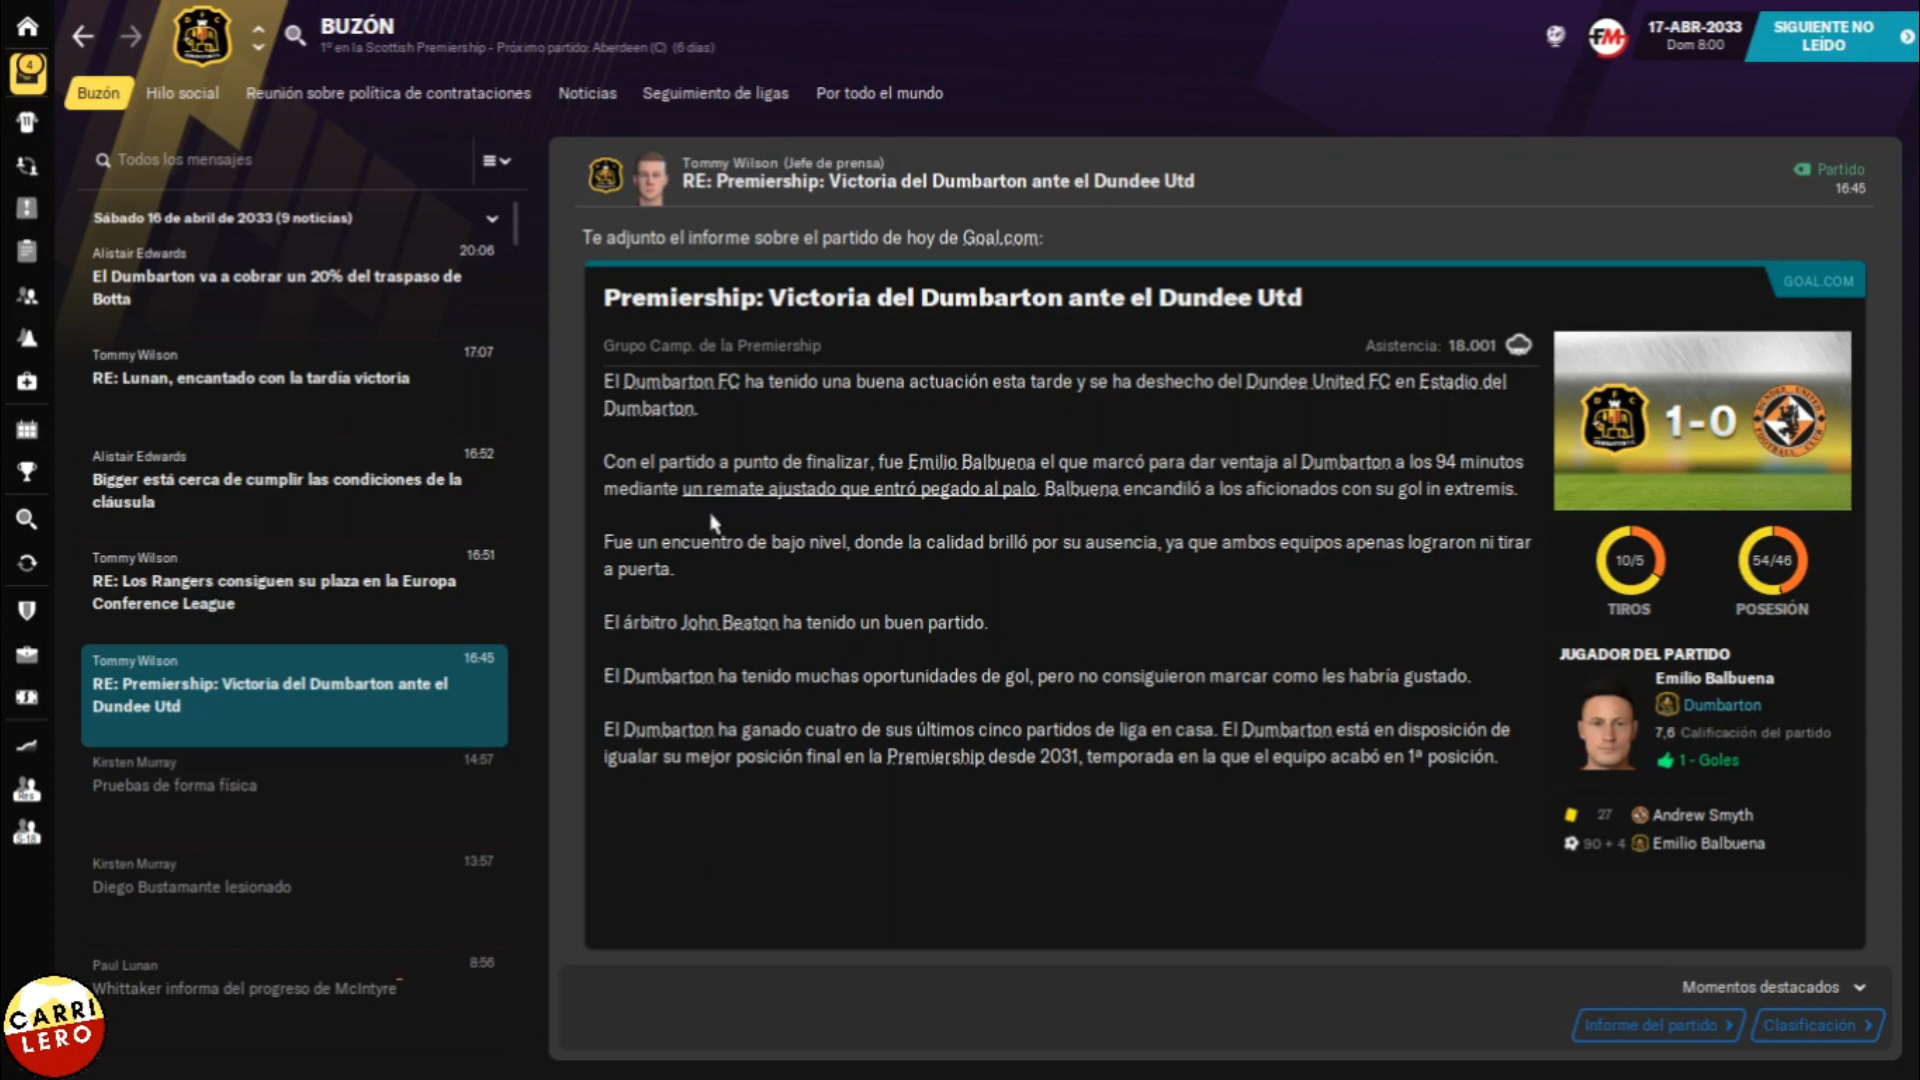 BUZÓN
1º en la Scottish Premiership - Próximo partido: Aberdeen (C) (6 días)
17-ABR-2033
Dom 8:00
SIGUIENTE NO
LEÍDO
4
Buzón
Hilo social
Reunión sobre política de contrataciones
Noticias
Seguimiento de ligas
Por todo el mundo
Todos los mensajes
Sábado 16 de abril de 2033 (9 noticias)
Alistair Edwards
20:06
El Dumbarton va a cobrar un 20% del traspaso de
Botta
Tommy Wilson
17:07
RE: Lunan, encantado con la tardía victoria
Alistair Edwards
16:52
Bigger está cerca de cumplir las condiciones de la
cláusula
Tommy Wilson
16:51
RE: Los Rangers consiguen su plaza en la Europa
Conference League
Tommy Wilson
16:45
RE: Premiership: Victoria del Dumbarton ante el
Dundee Utd
Kirsten Murray
14:57
Pruebas de forma física
Kirsten Murray
13:57
Diego Bustamante lesionado
Paul Lunan
8:56
Whittaker informa del progreso de McIntyre
CARRI
LERO
Tommy Wilson (Jefe de prensa)
RE: Premiership: Victoria del Dumbarton ante el Dundee Utd
Partido
16:45
Te adjunto el informe sobre el partido de hoy de Goal.com:
GOAL.COM
Premiership: Victoria del Dumbarton ante el Dundee Utd
Grupo Camp. de la Premiership
Asistencia: 18.001
El Dumbarton FC ha tenido una buena actuación esta tarde y se ha deshecho del Dundee United FC en Estadio del
Dumbarton.
Con el partido a punto de finalizar, fue Emilio Balbuena el que marcó para dar ventaja al Dumbarton a los 94 minutos
mediante un remate ajustado que entró pegado al palo. Balbuena encandiló a los aficionados con su gol in extremis.
Fue un encuentro de bajo nivel, donde la calidad brilló por su ausencia, ya que ambos equipos apenas lograron ni tirar
a puerta.
El árbitro John Beaton ha tenido un buen partido.
El Dumbarton ha tenido muchas oportunidades de gol, pero no consiguieron marcar como les habría gustado.
El Dumbarton ha ganado cuatro de sus últimos cinco partidos de liga en casa. El Dumbarton está en disposición de
igualar su mejor posición final en la Premiership desde 2031, temporada en la que el equipo acabó en 1ª posición.
1-0
10/5
54/46
TIROS
POSESIÓN
JUGADOR DEL PARTIDO
Emilio Balbuena
Dumbarton
7,6 Calificación del partido
1 - Goles
27 Andrew Smyth
90 + 4 Emilio Balbuena
Momentos destacados
Informe del partido
Clasificación